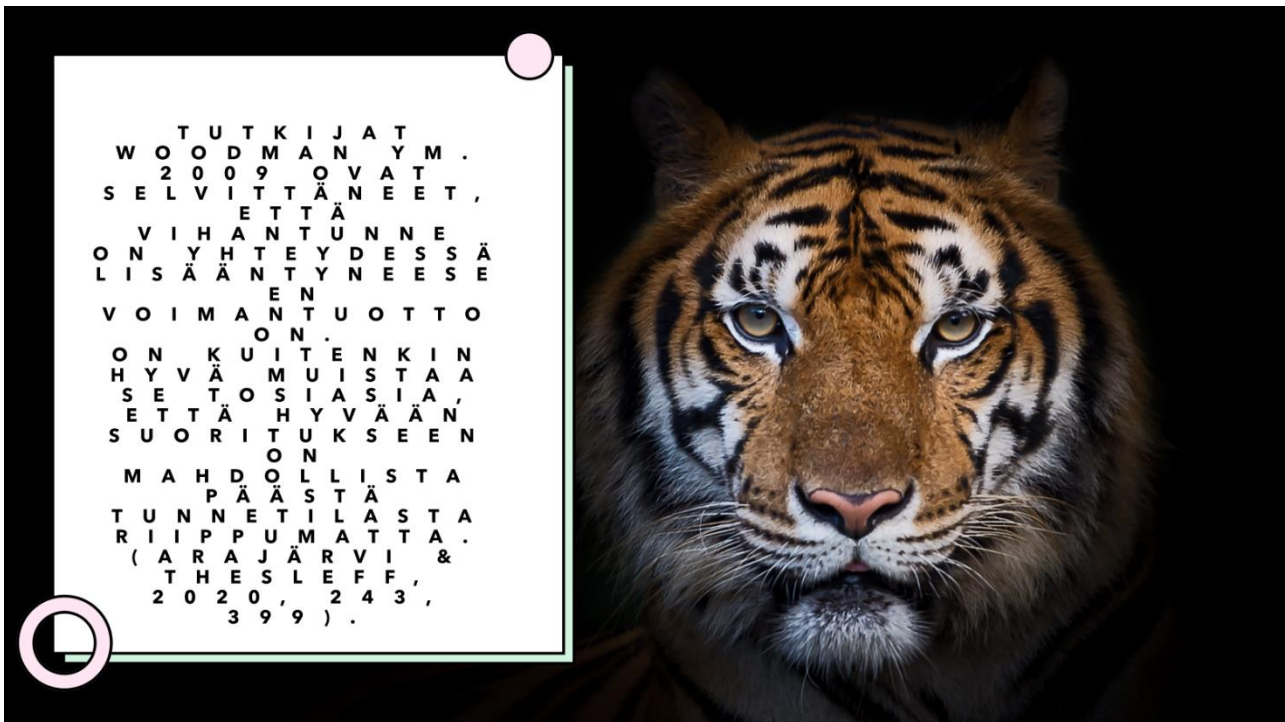 TUTKIJAT
WOODMAN YM.
2009 OVAT
SELVITTÄNEET,
ETTÄ
VIHANTUNNE
ON YHTEYDESSÄ
LISÄÄNTYNEESE
EN
VOIMANTUOTTO
ON.
ON KUITENKIN
HYVÄ MUISTAA
SE TOSIASIA,
ETTÄ HYVÄÄN
SUORITUKSEEN
ON
MAHDOLLISTA
PÄÄSTÄ
TUNNETILASTA
RIIPPUMATTA.
(ARAJÄRVI &
THESLEFF,
2020, 243,
399).